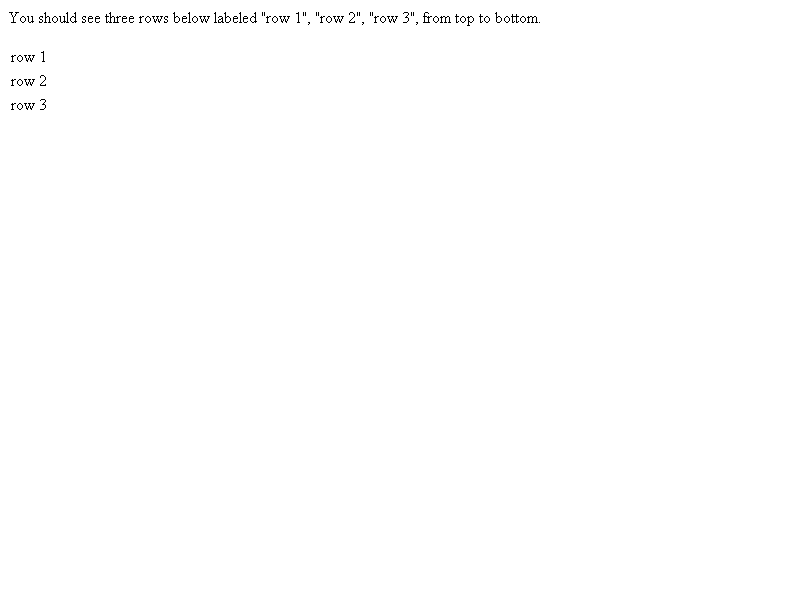 You should see three rows below labeled "row 1", "row 2", "row 3", from top to bottom.
row 1
row 2
row 3